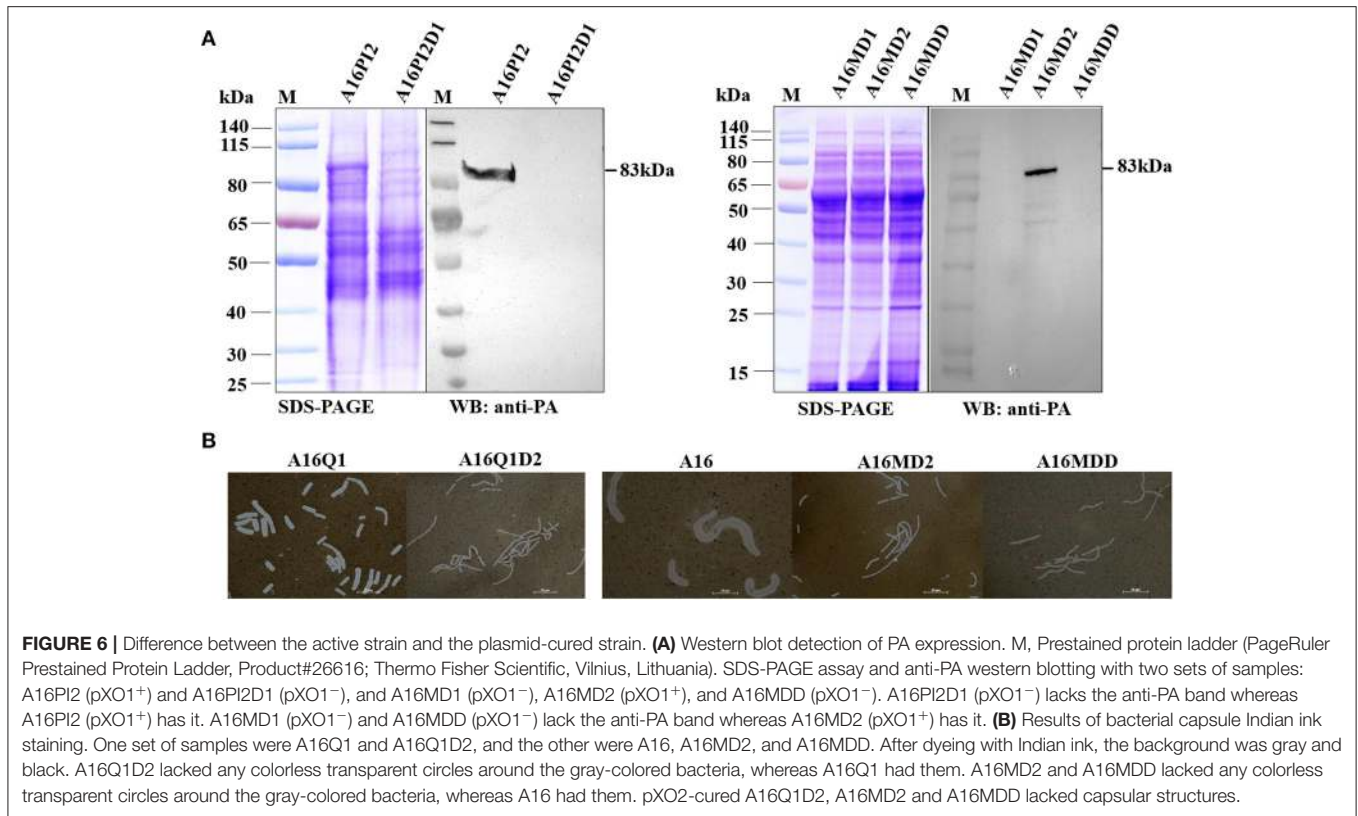 A
A16PI2 A16PI2D1 A16PI2 A16PI2D1
kDa M M
140
115
80
65
50
40
30
25
83kDa
SDS-PAGE WB: anti-PA
A16MD1 A16MD2 A16MDD A16MD1 A16MD2 A16MDD
kDa M M
140
115
80
65
50
40
30
25
15
83kDa
SDS-PAGE WB: anti-PA
B
A16Q1 A16Q1D2 A16 A16MD2 A16MDD
FIGURE 6 | Difference between the active strain and the plasmid-cured strain. (A) Western blot detection of PA expression. M, Prestained protein ladder (PageRuler
Prestained Protein Ladder, Product#26616; Thermo Fisher Scientific, Vilnius, Lithuania). SDS-PAGE assay and anti-PA western blotting with two sets of samples:
A16PI2 (pXO1⁺) and A16PI2D1 (pXO1⁻), and A16MD1 (pXO1⁻), A16MD2 (pXO1⁺), and A16MDD (pXO1⁻). A16PI2D1 (pXO1⁻) lacks the anti-PA band whereas
A16PI2 (pXO1⁺) has it. A16MD1 (pXO1⁻) and A16MDD (pXO1⁻) lack the anti-PA band whereas A16MD2 (pXO1⁺) has it. (B) Results of bacterial capsule Indian ink
staining. One set of samples were A16Q1 and A16Q1D2, and the other were A16, A16MD2, and A16MDD. After dyeing with Indian ink, the background was gray and
black. A16Q1D2 lacked any colorless transparent circles around the gray-colored bacteria, whereas A16Q1 had them. A16MD2 and A16MDD lacked any colorless
transparent circles around the gray-colored bacteria, whereas A16 had them. pXO2-cured A16Q1D2, A16MD2 and A16MDD lacked capsular structures.